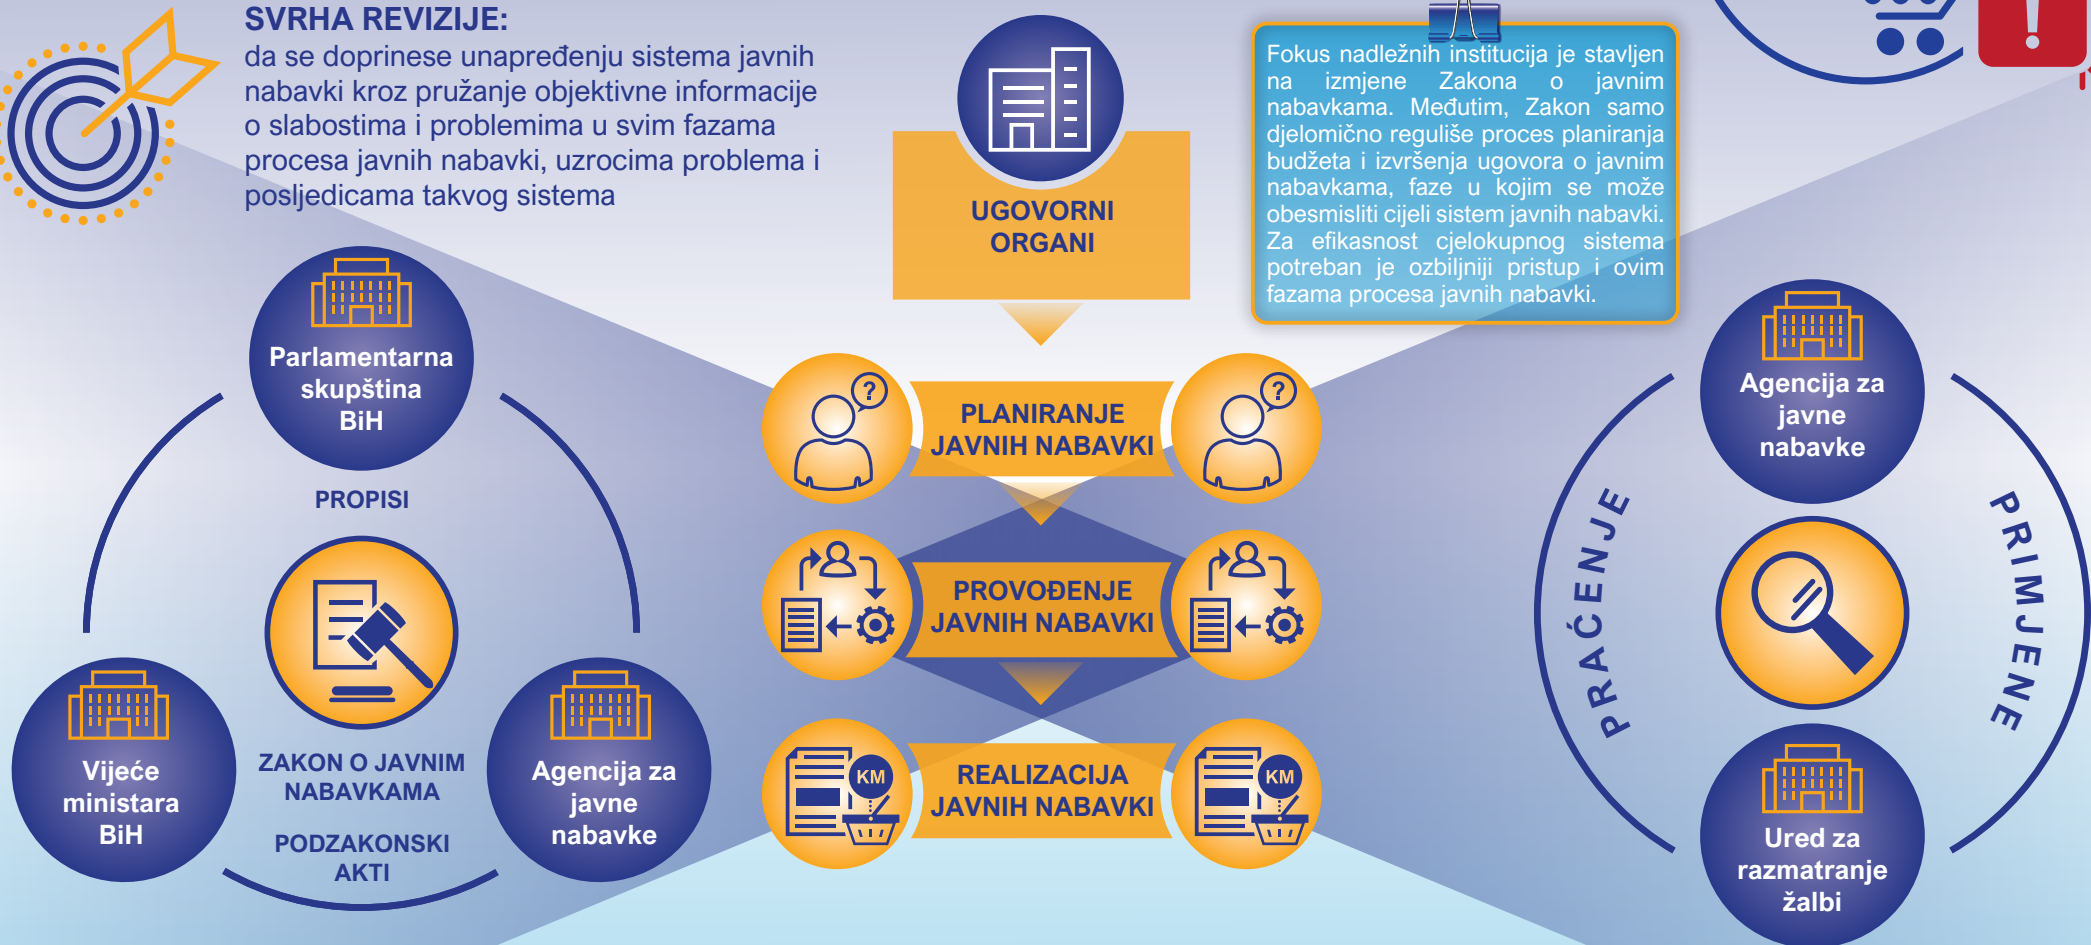 SVRHA REVIZIJE:
da se doprinese unapređenju sistema javnih
nabavki kroz pružanje objektivne informacije
o slabostima i problemima u svim fazama
procesa javnih nabavki, uzrocima problema i
posljedicama takvog sistema
UGOVORNI
ORGANI
Fokus nadležnih institucija je stavljen
na izmjene Zakona o javnim
nabavkama. Međutim, Zakon samo
djelomično reguliše proces planiranja
budžeta i izvršenja ugovora o javnim
nabavkama, faze u kojim se može
obesmisliti cijeli sistem javnih nabavki.
Za efikasnost cjelokupnog sistema
potreban je ozbiljniji pristup i ovim
fazama procesa javnih nabavki.
!
Parlamentarna
skupština
BiH
PROPISI
Vijeće
ministara
BiH
ZAKON O JAVNIM
NABAVKAMA
PODZAKONSKI
AKTI
Agencija za
javne
nabavke
?
PLANIRANJE
JAVNIH NABAVKI
?
PROVOĐENJE
JAVNIH NABAVKI
KM
REALIZACIJA
JAVNIH NABAVKI
KM
Agencija za
javne
nabavke
PRAĆENJE
PRIMJENE
Ured za
razmatranje
žalbi